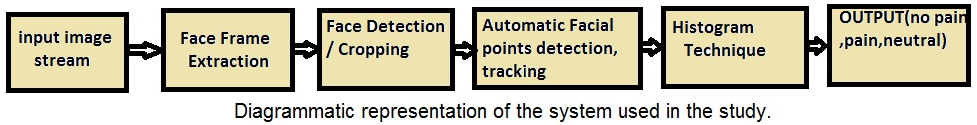 input image
stream
Face Frame
Extraction
Face Detection
/ Cropping
Automatic Facial
points detection,
tracking
Histogram
Technique
OUTPUT(no pain
,pain,neutral)
Diagrammatic representation of the system used in the study.